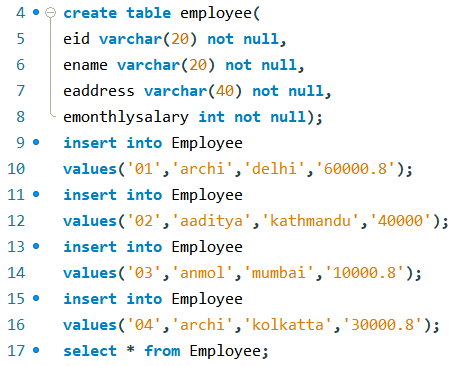 4 create table employee(
5 eid varchar(20) not null,
6 ename varchar(20) not null,
7 eaddress varchar(40) not null,
8 emonthlysalary int not null);
9 insert into Employee
10 values('01','archi','delhi','60000.8');
11 insert into Employee
12 values('02','aaditya','kathmandu','40000');
13 insert into Employee
14 values('03','anmol','mumbai','10000.8');
15 insert into Employee
16 values('04','archi','kolkatta','30000.8');
17 select * from Employee;